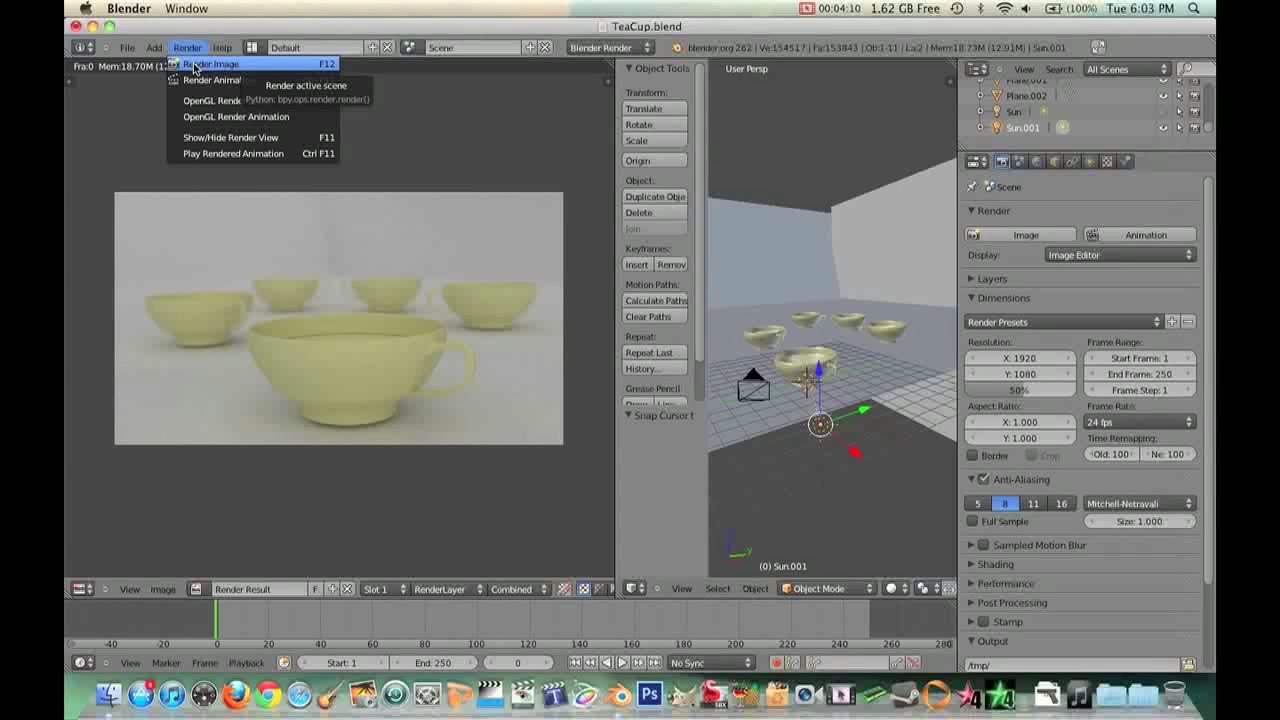 Blender Window 00:04:10 1.62 GB Free (100%) Tue 6:03 PM
TeaCup.blend
File Add Render Help Default Scene Blender Render blender.org 262 | Ve:154517 | Fa:153843 | Ob:1-11 | La:2 | Mem:18.73M (12.91M) | Sun.001
Fra:0 Mem:18.70M (12
Render Image F12
Render Animat
Render active scene
Python: bpy.ops.render.render()
OpenGL Rende
OpenGL Render Animation
Show/Hide Render View F11
Play Rendered Animation Ctrl F11
Object Tools
Transform:
Translate
Rotate
Scale
Origin
Object:
Duplicate Obje
Delete
Join
Keyframes:
Insert Remov
Motion Paths:
Calculate Paths
Clear Paths
Repeat:
Repeat Last
History...
Grease Pencil
Snap Cursor t
User Persp
(0) Sun.001
View Search All Scenes
Plane.001
Plane.002
Sun
Sun.001
Scene
Render
Image Animation
Display: Image Editor
Layers
Dimensions
Render Presets
Resolution: Frame Range:
X: 1920 Start Frame: 1
Y: 1080 End Frame: 250
50% Frame Step: 1
Aspect Ratio: Frame Rate:
X: 1.000 24 fps
Y: 1.000 Time Remapping:
Border Crop Old: 100 Ne: 100
Anti-Aliasing
5 8 11 16 Mitchell-Netravali
Full Sample Size: 1.000
Sampled Motion Blur
Shading
Performance
Post Processing
Stamp
Output
/tmp/
View Image Render Result F Slot 1 RenderLayer Combined
View Select Object Object Mode
-40 -20 0 20 40 60 80 100 120 140 160 180 200 220 240 260 280
View Marker Frame Playback Start: 1 End: 250 0 No Sync
Ps